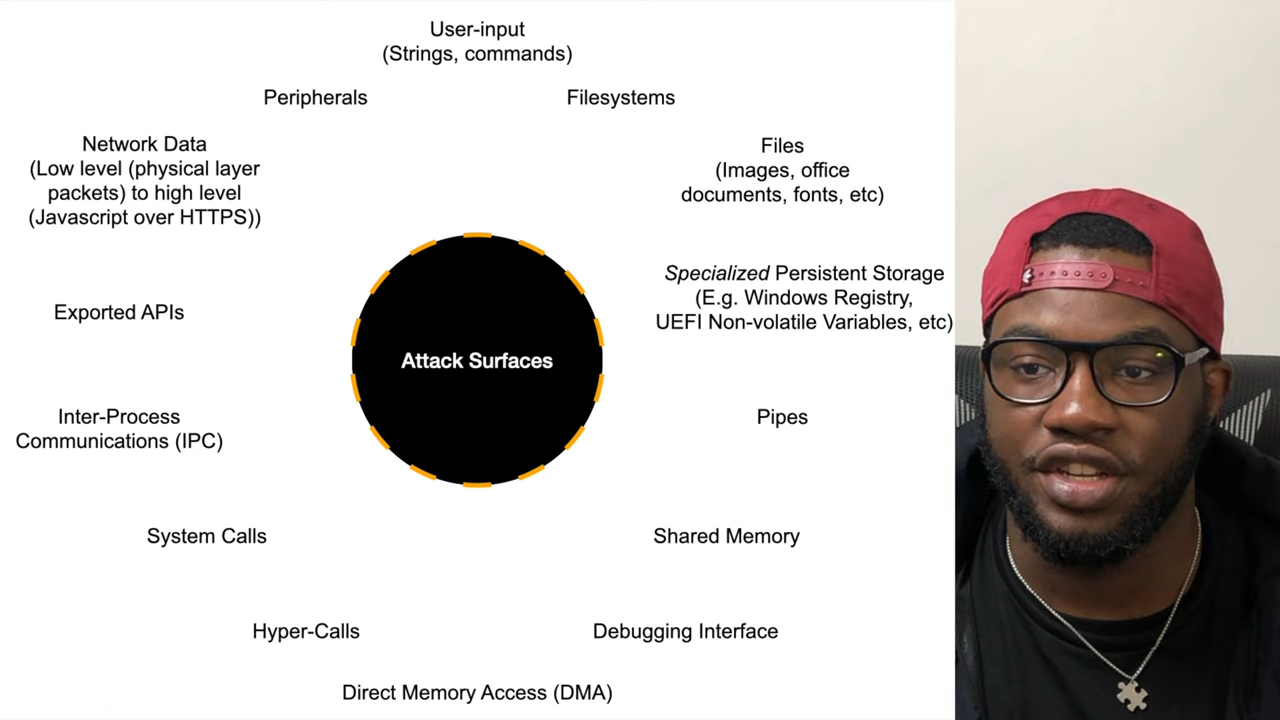 User-input
(Strings, commands)
Peripherals
Filesystems
Network Data
(Low level (physical layer
packets) to high level
(Javascript over HTTPS))
Files
(Images, office
documents, fonts, etc)
Specialized Persistent Storage
(E.g. Windows Registry,
UEFI Non-volatile Variables, etc)
Exported APIs
Attack Surfaces
Inter-Process
Communications (IPC)
Pipes
System Calls
Shared Memory
Hyper-Calls
Debugging Interface
Direct Memory Access (DMA)